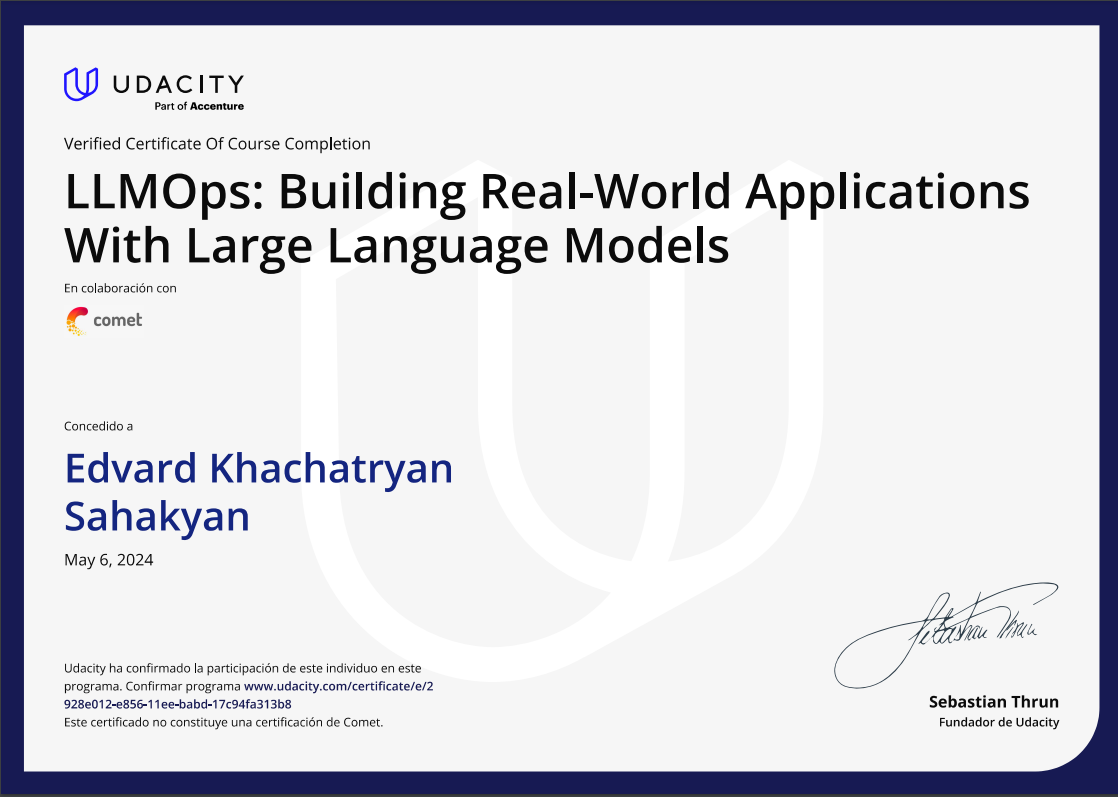 UDACITY
Part of Accenture
Verified Certificate Of Course Completion
LLMOps: Building Real-World Applications
With Large Language Models
En colaboración con
comet
Concedido a
Edvard Khachatryan
Sahakyan
May 6, 2024
Sebastian Thrun
Udacity ha confirmado la participación de este individuo en este
programa. Confirmar programa www.udacity.com/certificate/e/2
928e012-e856-11ee-babd-17c94fa313b8
Este certificado no constituye una certificación de Comet.
Sebastian Thrun
Fundador de Udacity